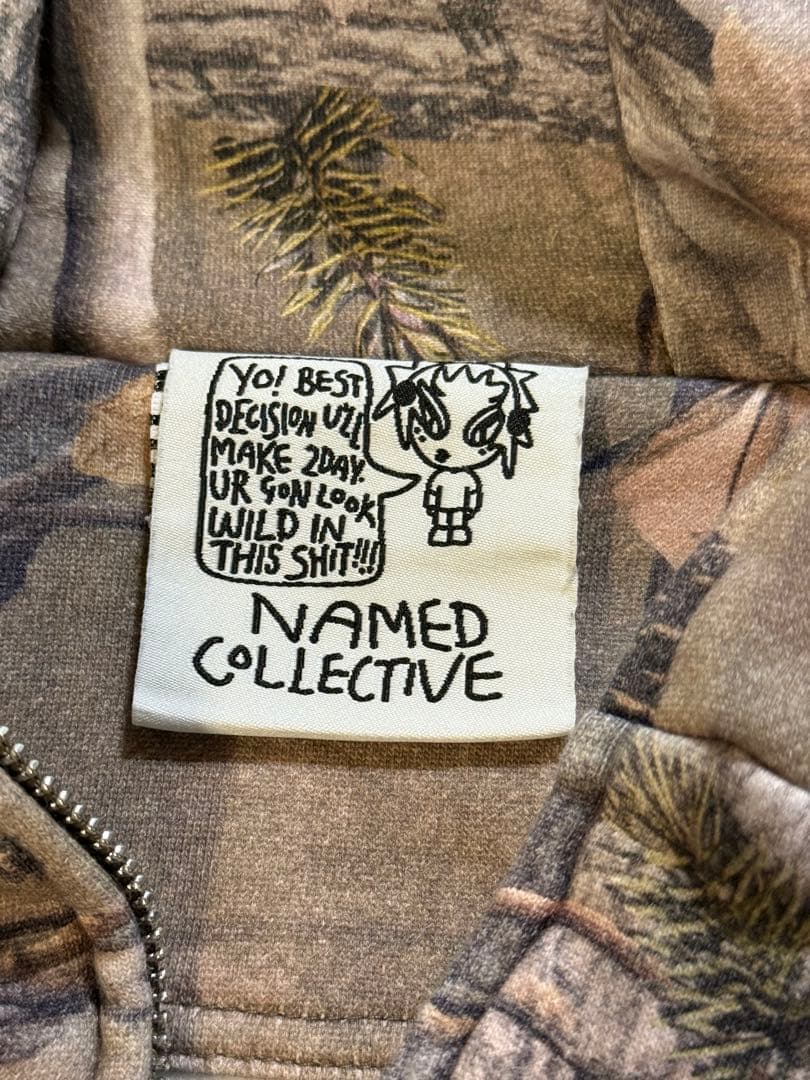 YO! BEST
DECISION U'LL
MAKE 2DAY.
UR GON LOOK
WILD IN
THIS SHIT!!!
NAMED
COLLECTIVE